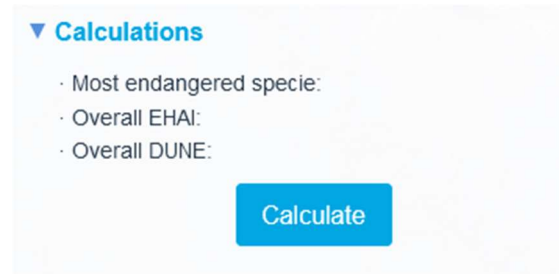 ▼ Calculations
· Most endangered specie:
· Overall EHAI:
· Overall DUNE:
Calculate